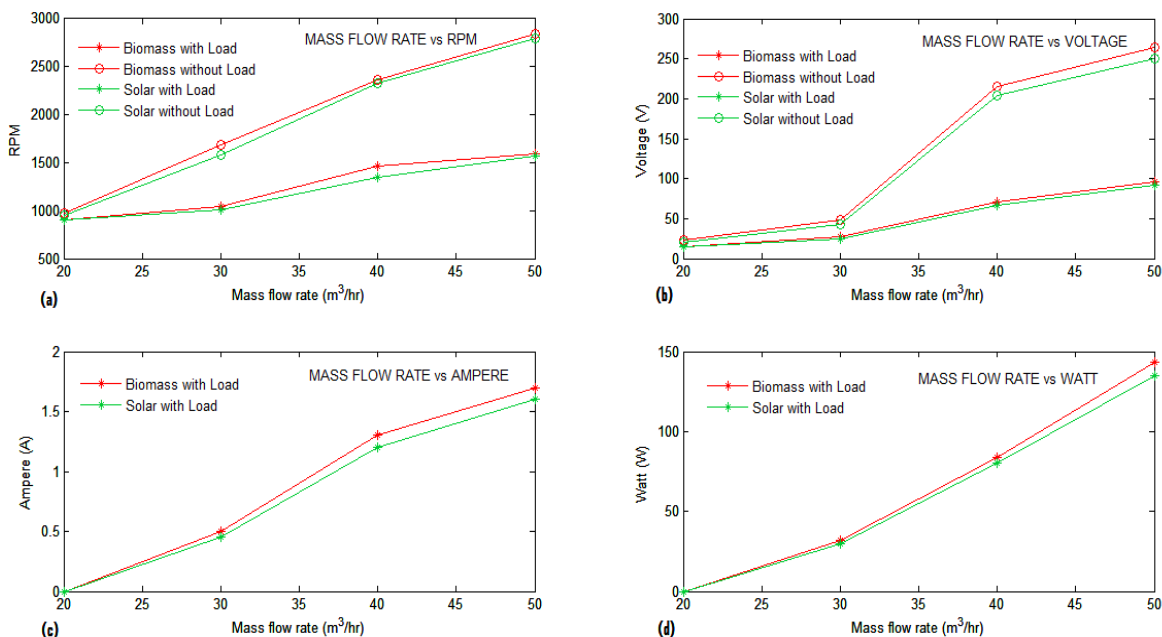 MASS FLOW RATE vs RPM
Biomass with Load
Biomass without Load
Solar with Load
Solar without Load
RPM
3000
2500
2000
1500
1000
500
20 25 30 35 40 45 50
Mass flow rate (m³/hr)
(a)
MASS FLOW RATE vs VOLTAGE
Biomass with Load
Biomass without Load
Solar with Load
Solar without Load
Voltage (V)
300
250
200
150
100
50
0
20 25 30 35 40 45 50
Mass flow rate (m³/hr)
(b)
MASS FLOW RATE vs AMPERE
Biomass with Load
Solar with Load
Ampere (A)
2
1.5
1
0.5
0
20 25 30 35 40 45 50
Mass flow rate (m³/hr)
(c)
MASS FLOW RATE vs WATT
Biomass with Load
Solar with Load
Watt (W)
150
100
50
0
20 25 30 35 40 45 50
Mass flow rate (m³/hr)
(d)